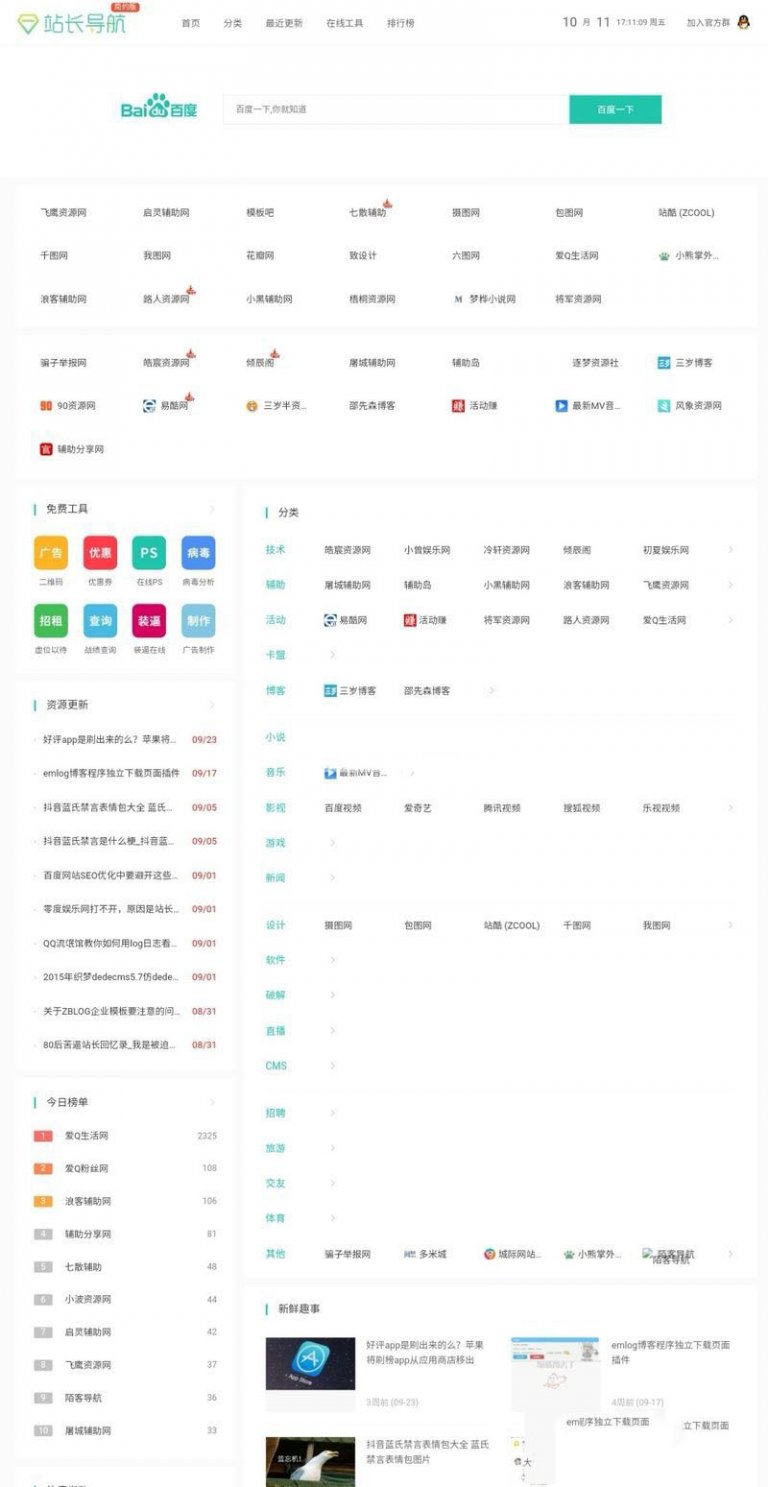 站长导航 简约版
首页 分类 最近更新 在线工具 排行榜 10 月 11 17:11:09 周五 加入官方群
Bai du 百度 百度一下,你就知道 百度一下
飞鹰资源网 启灵辅助网 模板吧 七散辅助 摄图网 包图网 站酷 (ZCOOL)
千图网 我图网 花瓣网 致设计 六图网 爱Q生活网 小熊掌外...
浪客辅助网 路人资源网 小黑辅助网 梧桐资源网 M 梦桦小说网 将军资源网
骗子举报网 皓宸资源网 倾辰阁 屠城辅助网 辅助岛 逐梦资源社 三岁博客
90 90资源网 易酷网 三岁半资... 邵先森博客 赚 活动赚 最新MV音... 风象资源网
辅助分享网
免费工具
广告 优惠 PS 病毒
二维码 优惠券 在线PS 病毒分析
招租 查询 装逼 制作
虚位以待 战绩查询 装逼在线 广告制作
资源更新
好评app是刷出来的么？苹果将... 09/23
emlog博客程序独立下载页面插件 09/17
抖音蓝氏禁言表情包大全 蓝氏... 09/05
抖音蓝氏禁言是什么梗_抖音蓝... 09/05
百度网站SEO优化中要避开这些... 09/01
零度娱乐网打不开，原因是站长... 09/01
QQ流氓馆教你如何用log日志看... 09/01
2015年织梦dedecms5.7仿dede... 09/01
关于ZBLOG企业模板要注意的问... 08/31
80后苦逼站长回忆录_我是被迫... 08/31
今日榜单
1 爱Q生活网 2325
2 爱Q粉丝网 108
3 浪客辅助网 106
4 辅助分享网 81
5 七散辅助 48
6 小波资源网 44
7 启灵辅助网 42
8 飞鹰资源网 37
9 陌客导航 36
10 屠城辅助网 33
分类
技术 皓宸资源网 小曾娱乐网 冷轩资源网 倾辰阁 初夏娱乐网
辅助 屠城辅助网 辅助岛 小黑辅助网 浪客辅助网 飞鹰资源网
活动 易酷网 赚 活动赚 将军资源网 路人资源网 爱Q生活网
卡盟
博客 三岁博客 邵先森博客
小说
音乐 最新MV音...
影视 百度视频 爱奇艺 腾讯视频 搜狐视频 乐视视频
游戏
新闻
设计 摄图网 包图网 站酷 (ZCOOL) 千图网 我图网
软件
破解
直播
CMS
招聘
旅游
交友
体育
其他 骗子举报网 多米城 城际网站... 小熊掌外... 陌客导航
陌客导航
新鲜趣事
App Store
好评app是刷出来的么？苹果
将刷榜app从应用商店移出
3周前 (09-23)
emlog博客程序独立下载页面
插件
4周前 (09-17)
蓝忘机!
抖音蓝氏禁言表情包大全 蓝氏
禁言表情包图片
序独立下载页面
立下载页面